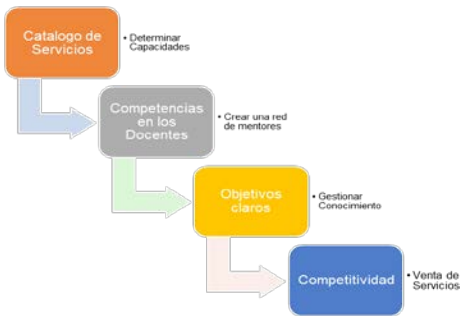 Catalogo de
Servicios
• Determinar
Capacidades
Competencias
en los
Docentes
• Crear una red
de mentores
Objetivos
claros
• Gestionar
Conocimiento
Competitividad
• Venta de
Servicios